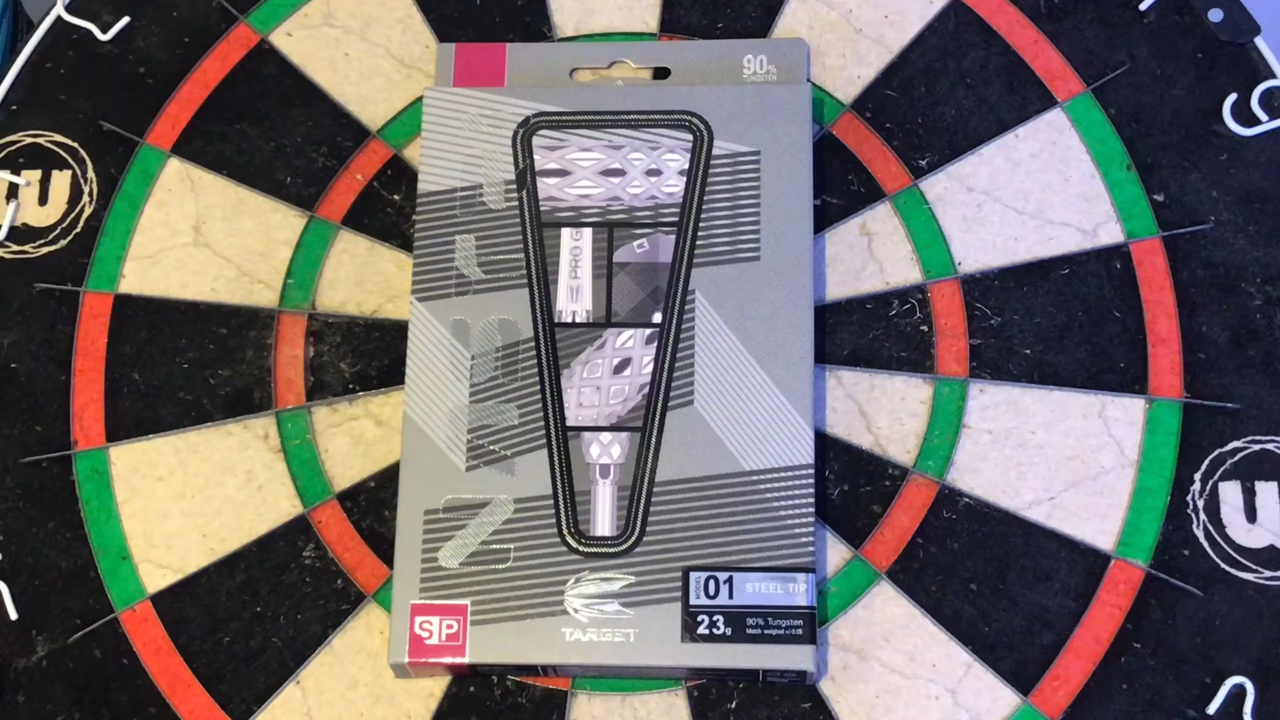 90%
TUNGSTEN
PRO G
SP
TARGET
MODEL 01 STEEL TIP
23g
90% Tungsten
Match weighed +/-0.05